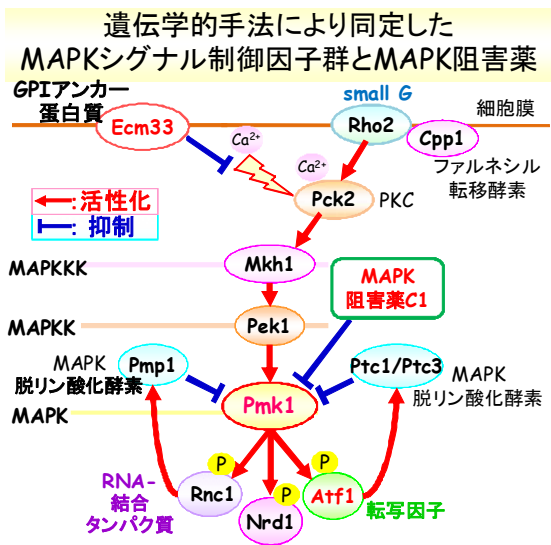 遺伝学的手法により同定した
MAPKシグナル制御因子群とMAPK阻害薬
GPIアンカー
蛋白質
Ecm33
Ca²⁺
Ca²⁺
small G
Rho2
Cpp1
細胞膜
ファルネシル
転移酵素
Pck2
PKC
:活性化
: 抑制
MAPKKK
Mkh1
MAPK
阻害薬C1
MAPKK
Pek1
MAPK
脱リン酸化酵素
Pmp1
Ptc1/Ptc3
MAPK
脱リン酸化酵素
MAPK
Pmk1
P
P
P
RNA-
結合
タンパク質
Rnc1
Nrd1
Atf1
転写因子